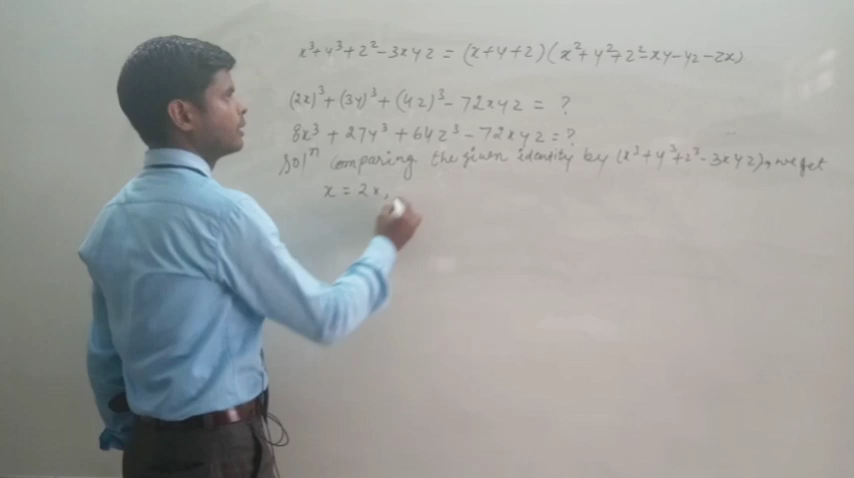 x³+y³+z²-3xyz = (x+y+z)(x²+y²+z²-xy-yz-zx)
(2x)³+(3y)³+(4z)³-72xyz = ?
8x³+27y³+64z³-72xyz=?
Solⁿ comparing the given identity by (x³+y³+z³-3xyz), we get
x = 2x,